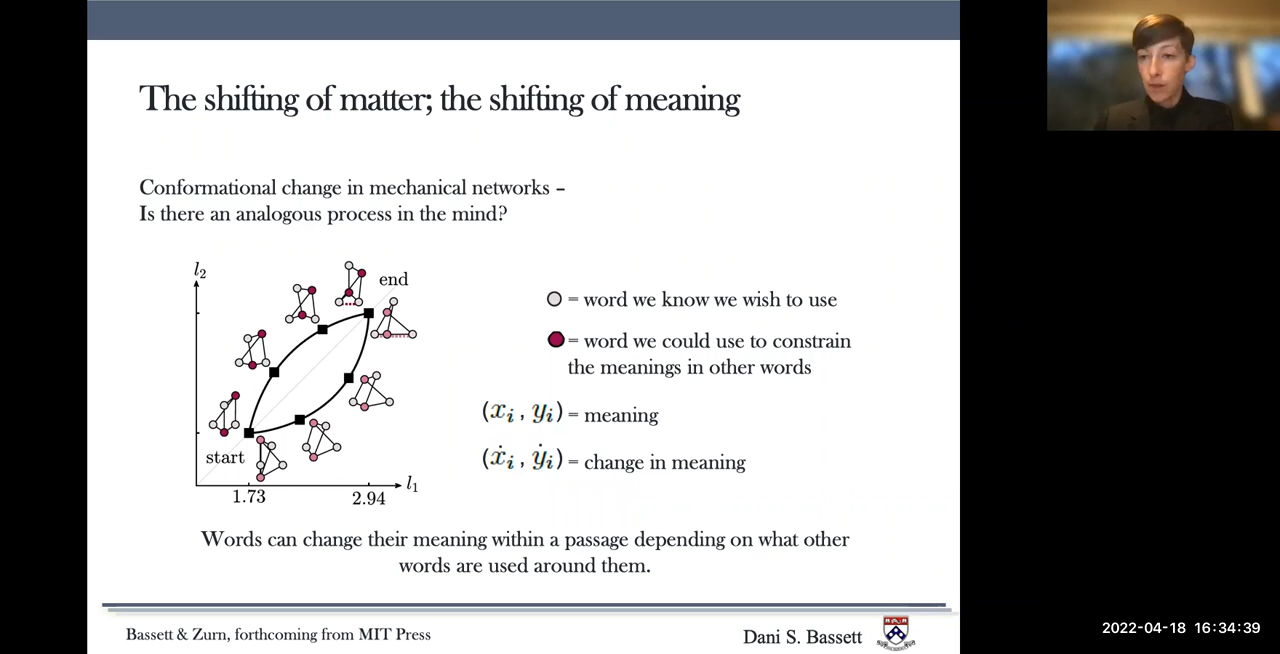 The shifting of matter; the shifting of meaning
Conformational change in mechanical networks –
Is there an analogous process in the mind?
l₂
end
start
1.73
2.94
l₁
= word we know we wish to use
= word we could use to constrain
the meanings in other words
(xᵢ, yᵢ) = meaning
(ẋᵢ, ẏᵢ) = change in meaning
Words can change their meaning within a passage depending on what other
words are used around them.
Bassett & Zurn, forthcoming from MIT Press
Dani S. Bassett
2022-04-18 16:34:39